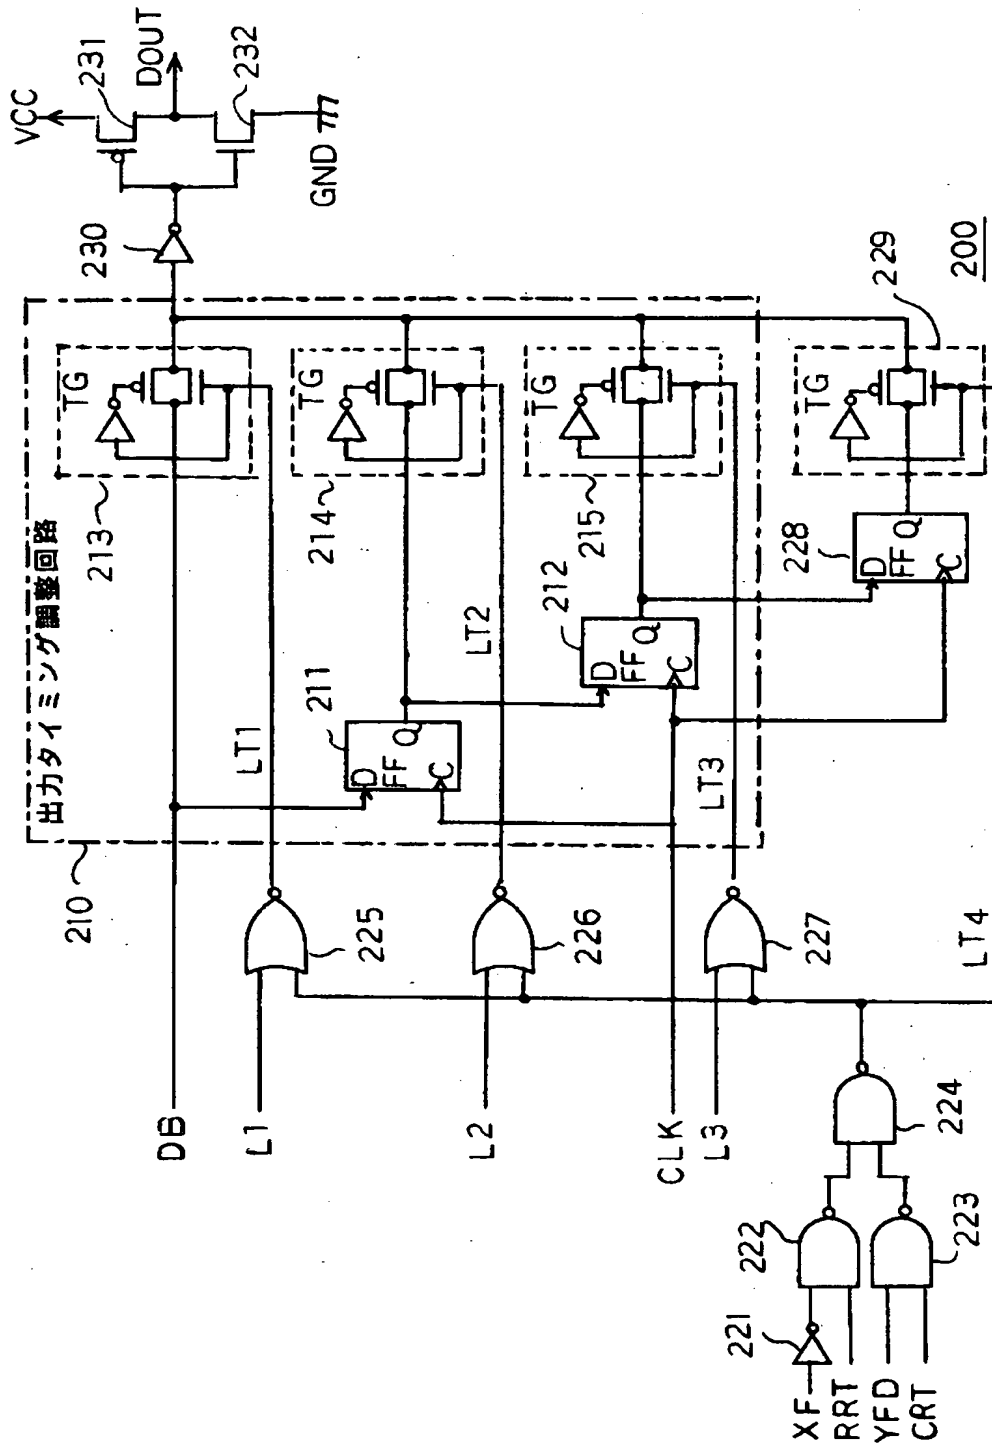 VCC
231
DOUT
232
GND
230
229
200
出力タイミング調整回路
TG
213
TG
214
TG
215
TG
228
D
FF
Q
C
212
D
FF
Q
C
211
D
FF
Q
C
LT1
LT2
LT3
LT4
210
225
226
227
DB
L1
L2
CLK
L3
224
222
223
221
XF
RRT
YFD
CRT